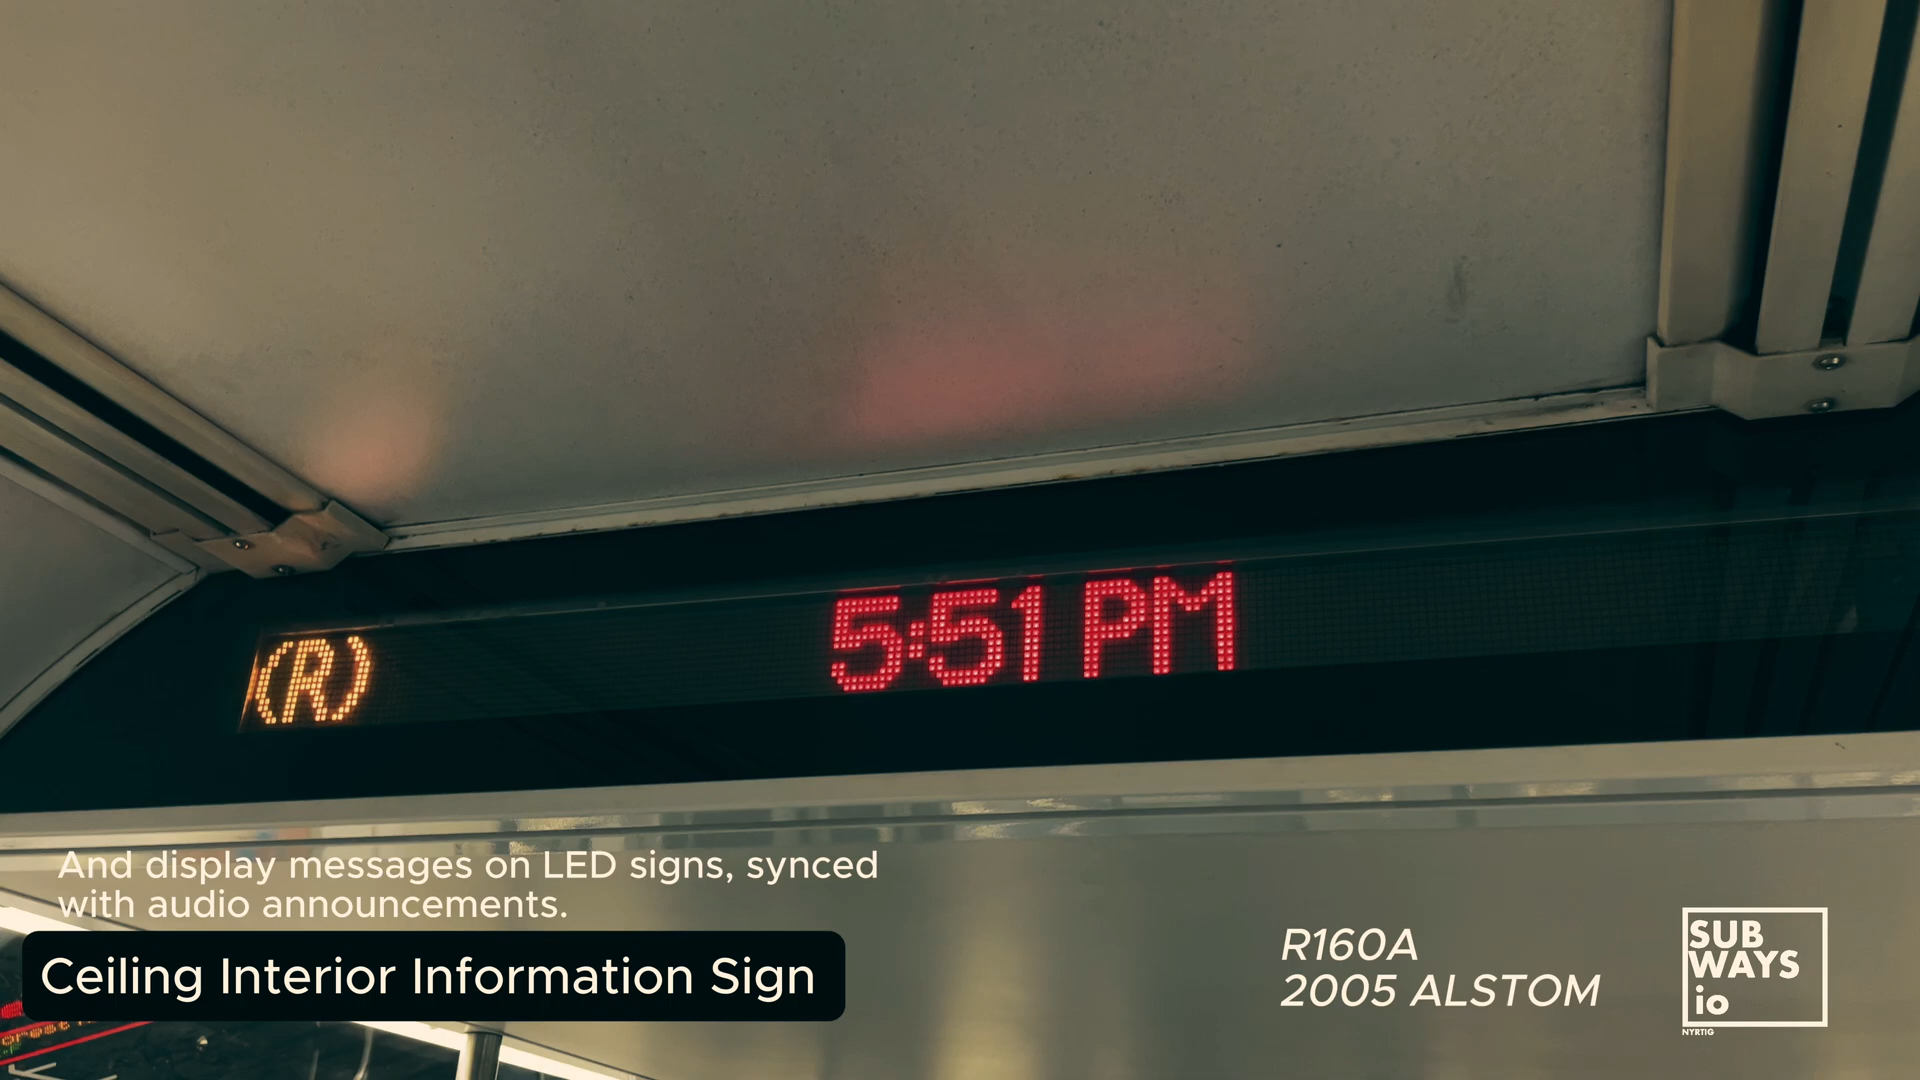 (R) 5:51 PM
And display messages on LED signs, synced
with audio announcements.
Ceiling Interior Information Sign
R160A
2005 ALSTOM
SUB
WAYS
io
NYRTIG